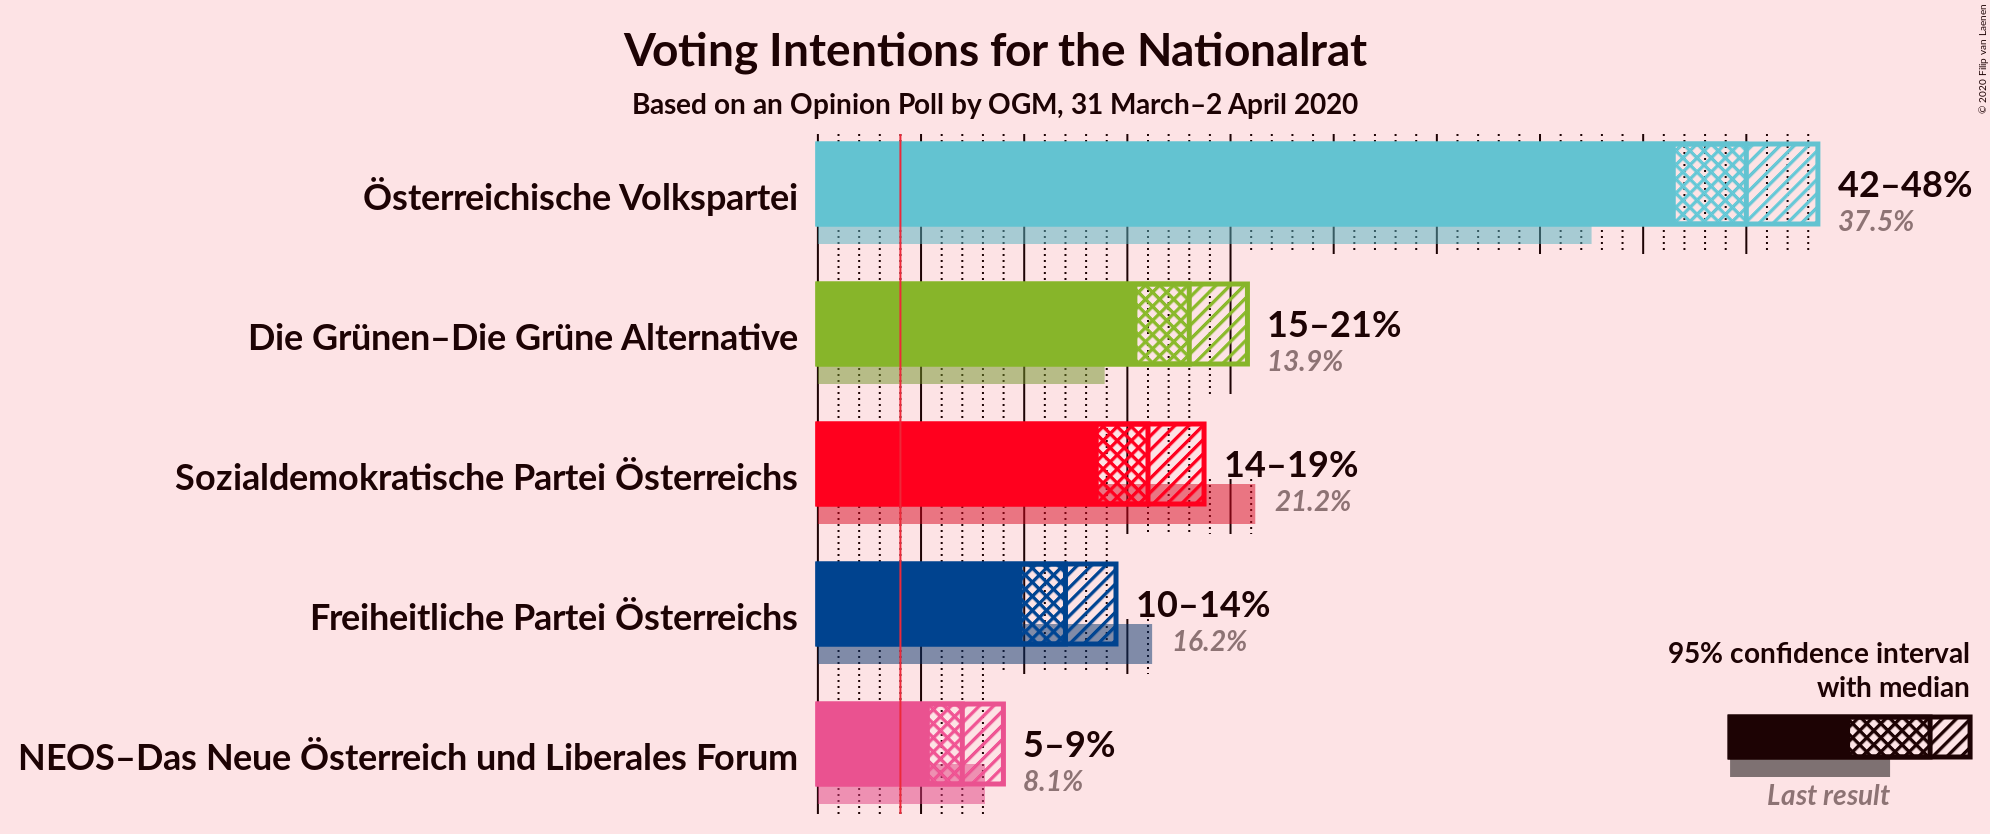 Voting Intentions for the Nationalrat
Based on an Opinion Poll by OGM, 31 March–2 April 2020
© 2020 Filip van Laenen
Österreichische Volkspartei
42–48%
37.5%
Die Grünen–Die Grüne Alternative
15–21%
13.9%
Sozialdemokratische Partei Österreichs
14–19%
21.2%
Freiheitliche Partei Österreichs
10–14%
16.2%
NEOS–Das Neue Österreich und Liberales Forum
5–9%
8.1%
95% confidence interval
with median
Last result